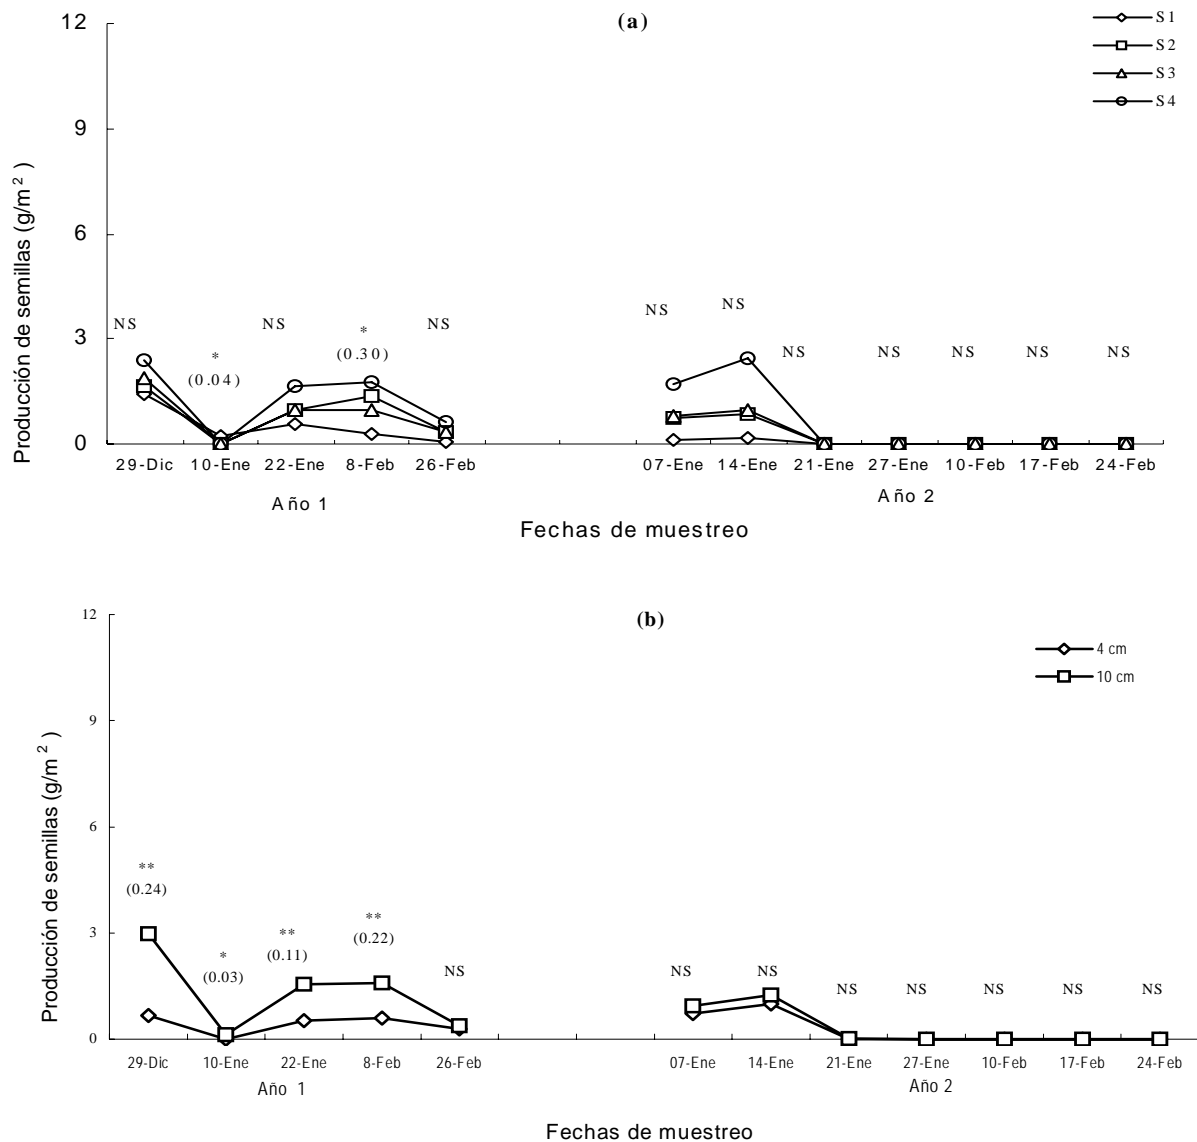 (a)
S1
S2
S3
S4
12
9
6
3
0
Producción de semillas (g/m²)
NS
*
(0.04)
NS
*
(0.30)
NS
NS
NS
NS
NS
NS
NS
NS
29-Dic 10-Ene 22-Ene 8-Feb 26-Feb 07-Ene 14-Ene 21-Ene 27-Ene 10-Feb 17-Feb 24-Feb
Año 1 Año 2
Fechas de muestreo
(b)
4 cm
10 cm
12
9
6
3
0
Producción de semillas (g/m²)
**
(0.24)
*
(0.03)
**
(0.11)
**
(0.22)
NS
NS
NS
NS
NS
NS
NS
NS
29-Dic 10-Ene 22-Ene 8-Feb 26-Feb 07-Ene 14-Ene 21-Ene 27-Ene 10-Feb 17-Feb 24-Feb
Año 1 Año 2
Fechas de muestreo